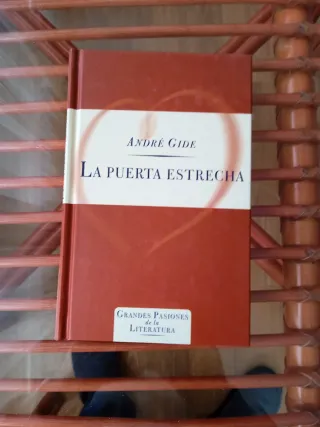 ANDRÉ GIDE
LA PUERTA ESTRECHA
GRANDES PASIONES
de la
LITERATURA